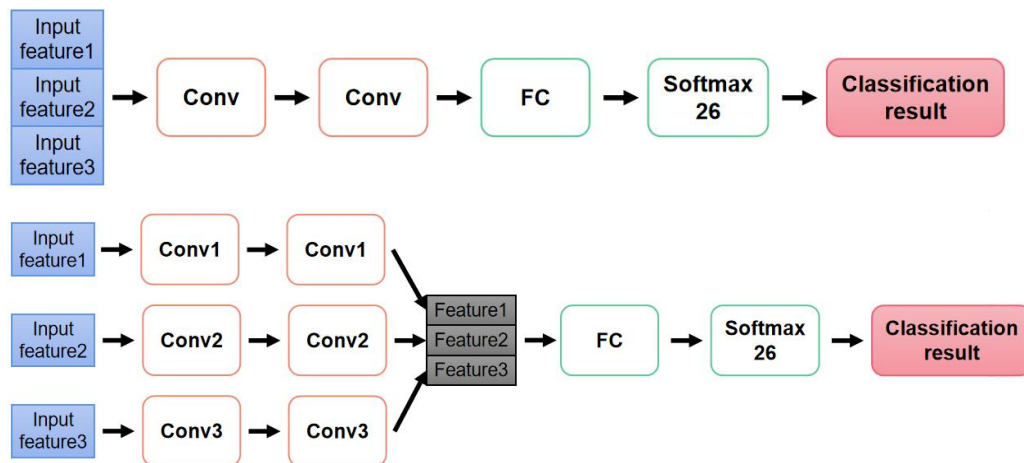 Input
feature1
Input
feature2
Input
feature3
Conv
Conv
FC
Softmax
26
Classification
result
Input
feature1
Conv1
Conv1
Input
feature2
Conv2
Conv2
Input
feature3
Conv3
Conv3
Feature1
Feature2
Feature3
FC
Softmax
26
Classification
result